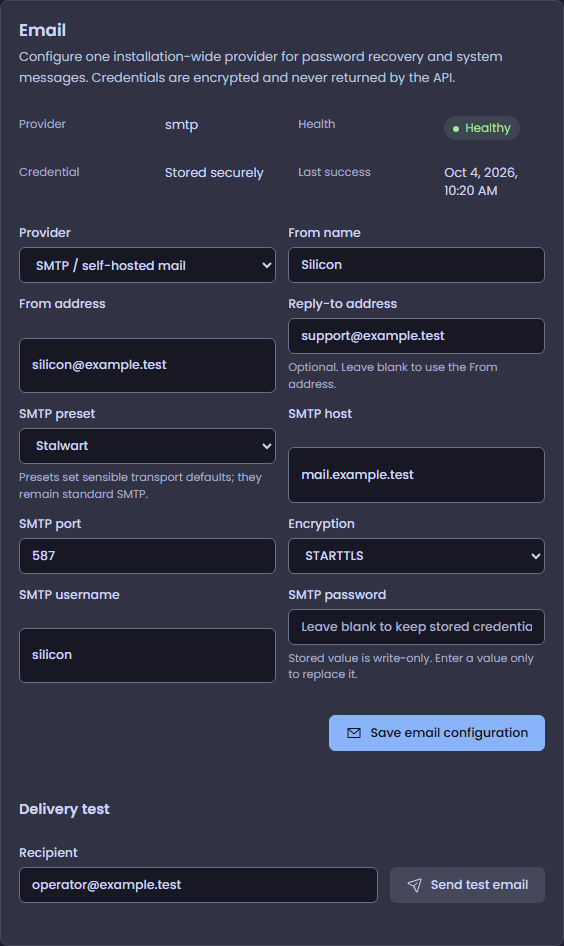 Email
Configure one installation-wide provider for password recovery and system
messages. Credentials are encrypted and never returned by the API.
Provider
smtp
Health
Healthy
Credential
Stored securely
Last success
Oct 4, 2026,
10:20 AM
Provider
From name
SMTP / self-hosted mail
Silicon
From address
Reply-to address
silicon@example.test
support@example.test
Optional. Leave blank to use the From
address.
SMTP preset
SMTP host
Stalwart
mail.example.test
Presets set sensible transport defaults; they
remain standard SMTP.
SMTP port
Encryption
587
STARTTLS
SMTP username
SMTP password
silicon
Leave blank to keep stored credentia
Stored value is write-only. Enter a value only
to replace it.
Save email configuration
Delivery test
Recipient
operator@example.test
Send test email